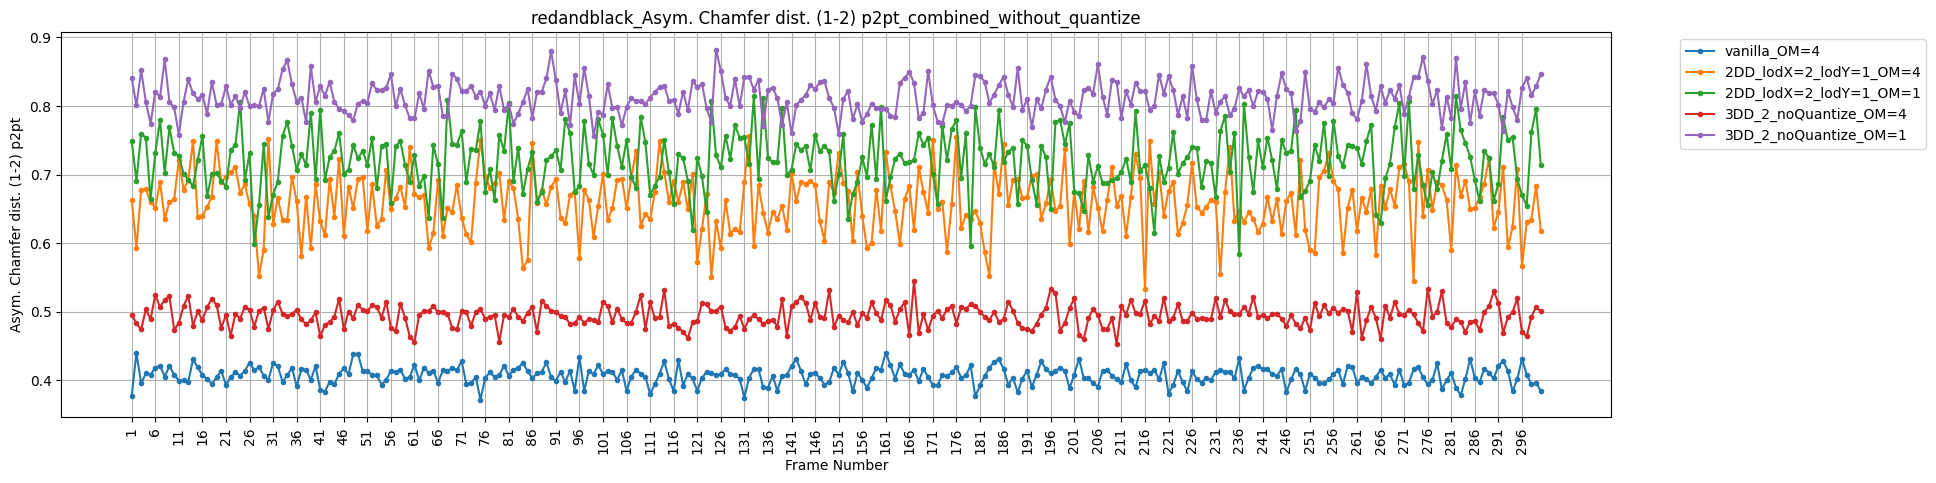 redandblack_Asym. Chamfer dist. (1-2) p2pt_combined_without_quantize
Asym. Chamfer dist. (1-2) p2pt
0.9
0.8
0.7
0.6
0.5
0.4
1 6 11 16 21 26 31 36 41 46 51 56 61 66 71 76 81 86 91 96 101 106 111 116 121 126 131 136 141 146 151 156 161 166 171 176 181 186 191 196 201 206 211 216 221 226 231 236 241 246 251 256 261 266 271 276 281 286 291 296
Frame Number
vanilla_OM=4
2DD_lodX=2_lodY=1_OM=4
2DD_lodX=2_lodY=1_OM=1
3DD_2_noQuantize_OM=4
3DD_2_noQuantize_OM=1